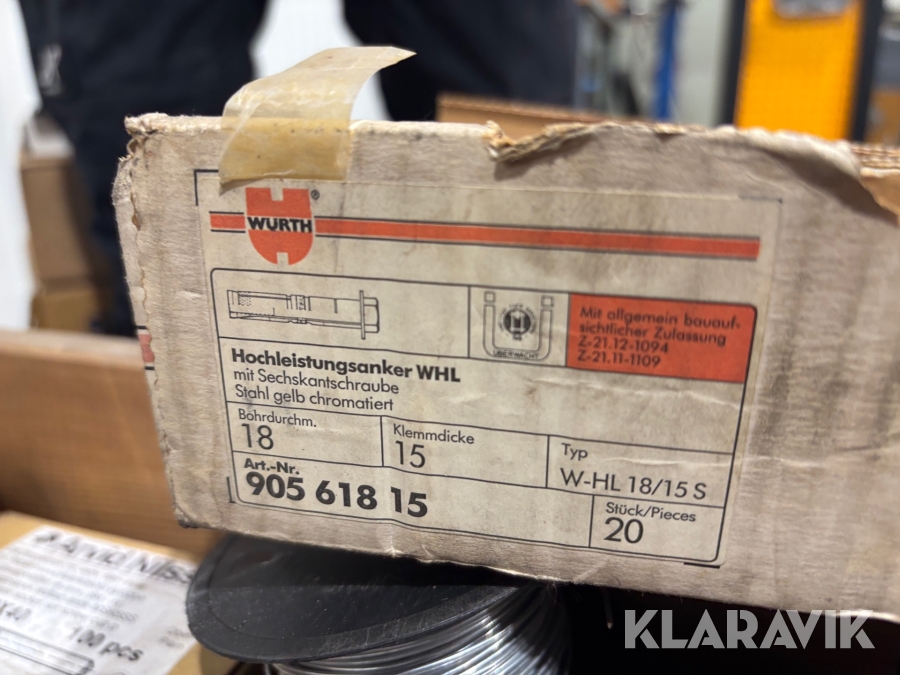 WÜRTH
®
ÜBERWACHT
Mit allgemein bauauf-
sichtlicher Zulassung
Z-21.12-1094
Z-21.11-1109
Hochleistungsanker WHL
mit Sechskantschraube
Stahl gelb chromatiert
Bohrdurchm.
18
Klemmdicke
15
Typ
W-HL 18/15 S
Art.-Nr.
905 618 15
Stück/Pieces
20
100 pcs
KLARAVIK